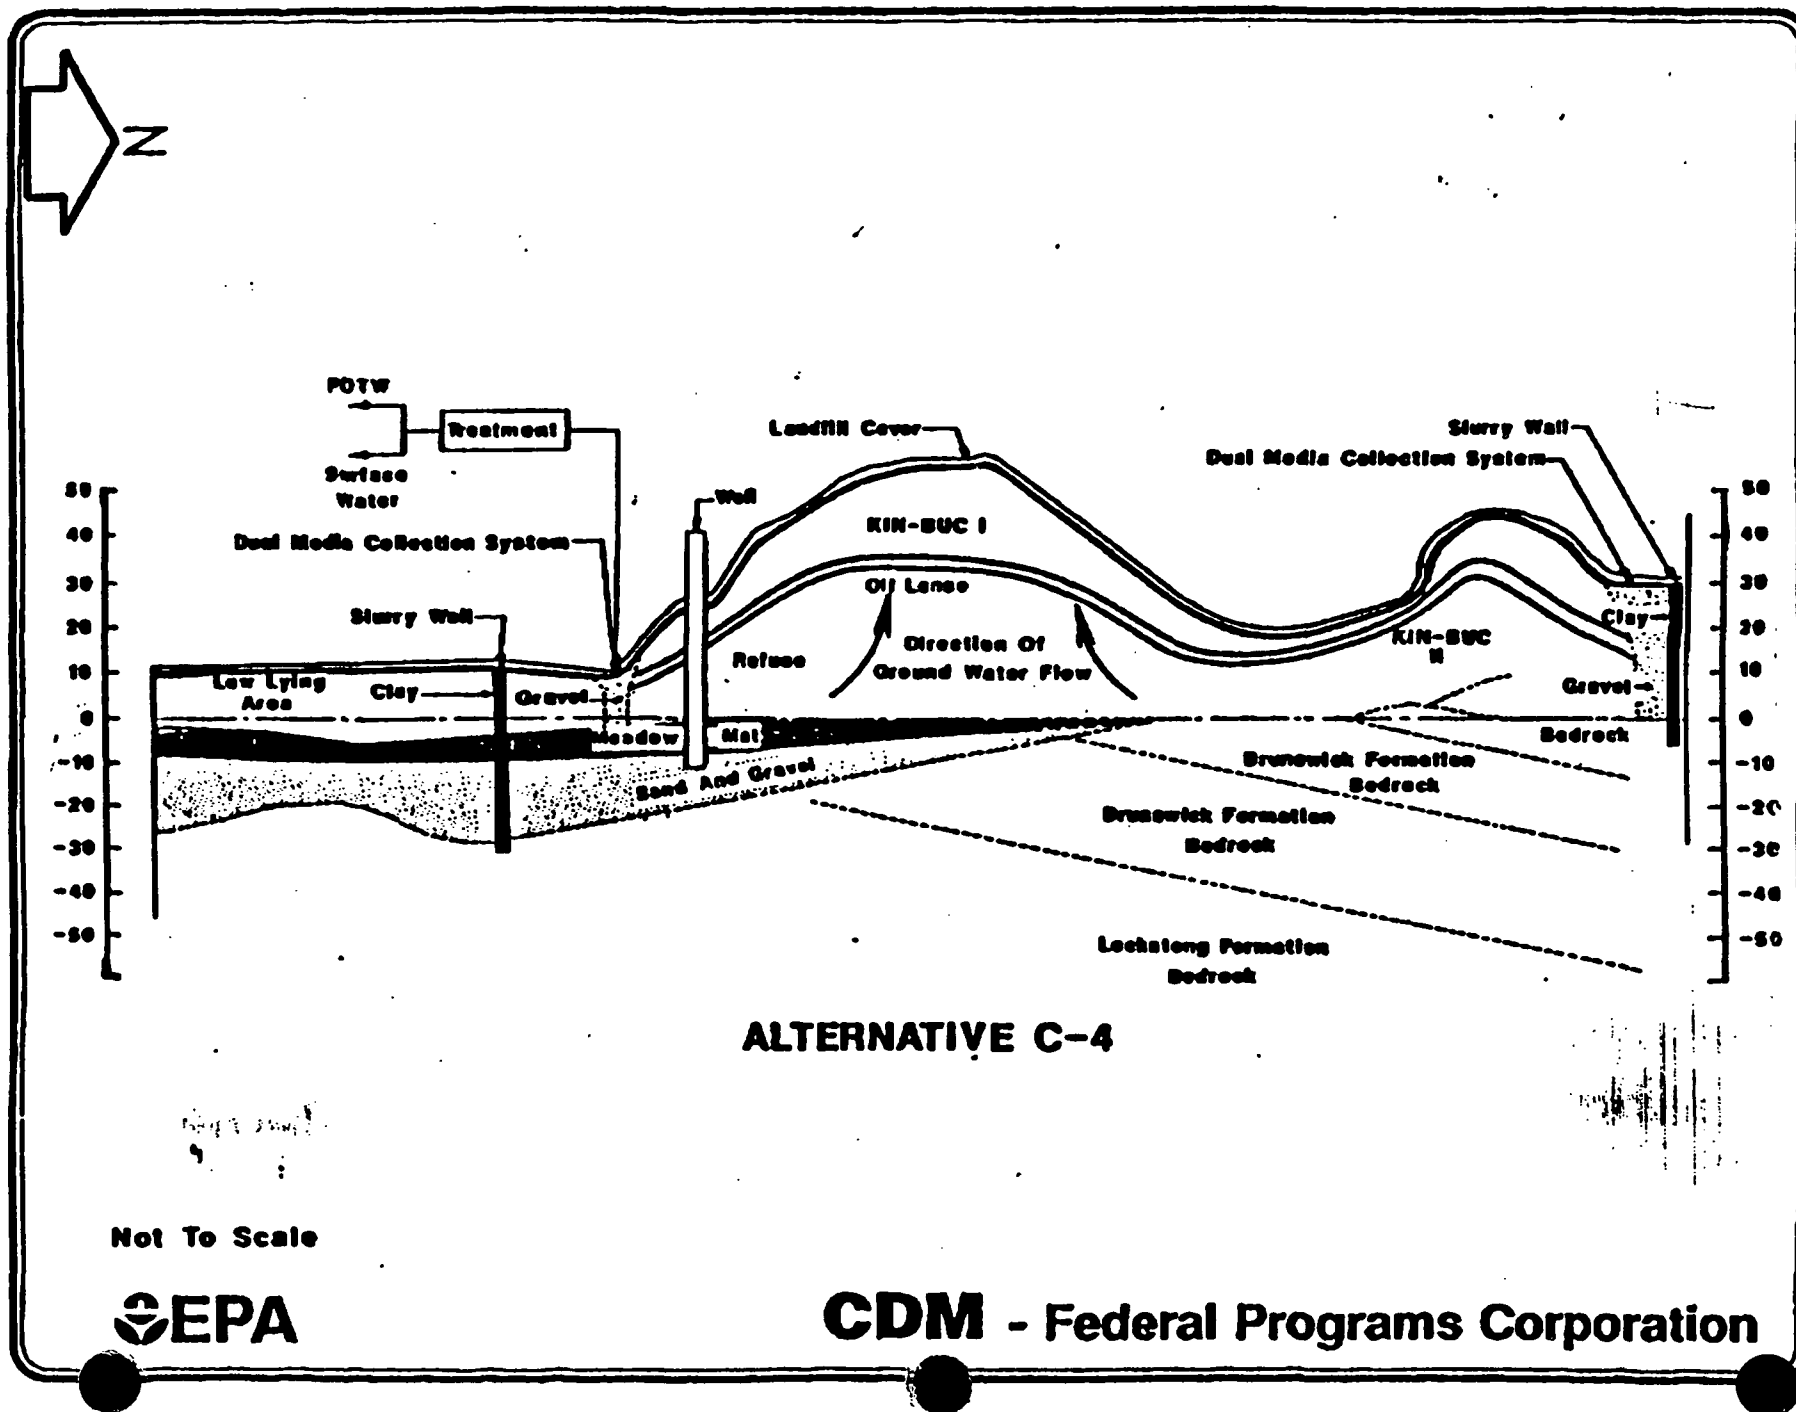 N
POTW
Treatment
Surface
Water
Landfill Cover
Slurry Wall
Dual Media Collection System
Well
Dual Media Collection System
KIN-BUC I
Oil Lense
Slurry Wall
Direction Of
Ground Water Flow
Refuse
KIN-BUC
II
Clay
Gravel
Low Lying
Area
Clay
Gravel
Meadow Mat
Sand And Gravel
Bedrock
Brunswick Formation
Bedrock
Brunswick Formation
Bedrock
Lockatong Formation
Bedrock
50
40
30
20
10
0
-10
-20
-30
-40
-50
50
40
30
20
10
0
-10
-20
-30
-40
-50
ALTERNATIVE C-4
Not To Scale
EPA
CDM - Federal Programs Corporation